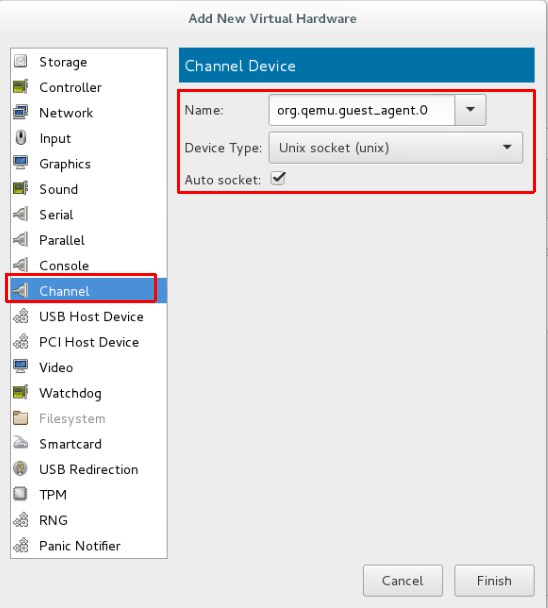 Add New Virtual Hardware
Storage
Controller
Network
Input
Graphics
Sound
Serial
Parallel
Console
Channel
USB Host Device
PCI Host Device
Video
Watchdog
Filesystem
Smartcard
USB Redirection
TPM
RNG
Panic Notifier
Channel Device
Name: org.qemu.guest_agent.0
Device Type: Unix socket (unix)
Auto socket:
Cancel Finish